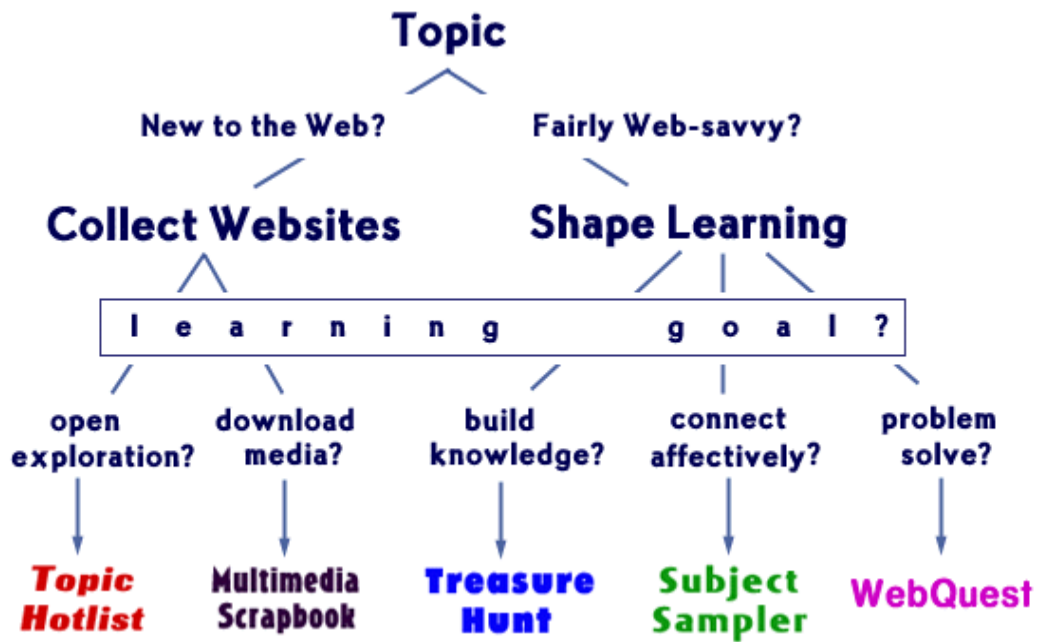 Topic
New to the Web? Fairly Web-savvy?
Collect Websites Shape Learning
learning goal?
open download build connect problem
exploration? media? knowledge? affectively? solve?
Topic Multimedia Treasure Subject WebQuest
Hotlist Scrapbook Hunt Sampler